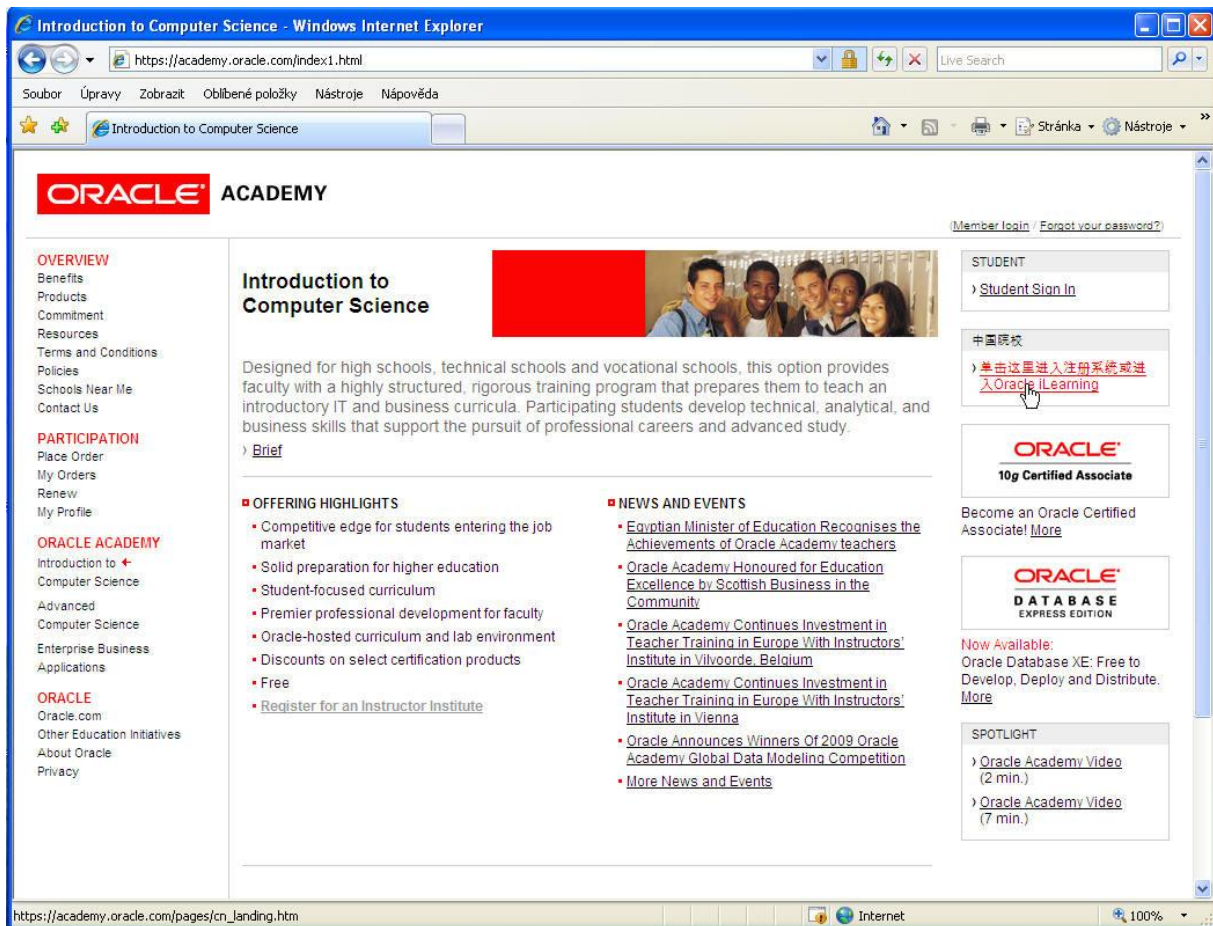 Introduction to Computer Science - Windows Internet Explorer
https://academy.oracle.com/index1.html
Live Search
Soubor Úpravy Zobrazit Oblíbené položky Nástroje Nápověda
Introduction to Computer Science
Stránka
Nástroje
ORACLE ACADEMY
(Member login / Forgot your password?)
OVERVIEW
Benefits
Products
Commitment
Resources
Terms and Conditions
Policies
Schools Near Me
Contact Us
PARTICIPATION
Place Order
My Orders
Renew
My Profile
ORACLE ACADEMY
Introduction to
Computer Science
Advanced
Computer Science
Enterprise Business
Applications
ORACLE
Oracle.com
Other Education Initiatives
About Oracle
Privacy
Introduction to
Computer Science
Designed for high schools, technical schools and vocational schools, this option provides
faculty with a highly structured, rigorous training program that prepares them to teach an
introductory IT and business curricula. Participating students develop technical, analytical, and
business skills that support the pursuit of professional careers and advanced study.
› Brief
OFFERING HIGHLIGHTS
Competitive edge for students entering the job
market
Solid preparation for higher education
Student-focused curriculum
Premier professional development for faculty
Oracle-hosted curriculum and lab environment
Discounts on select certification products
Free
Register for an Instructor Institute
NEWS AND EVENTS
Egyptian Minister of Education Recognises the
Achievements of Oracle Academy teachers
Oracle Academy Honoured for Education
Excellence by Scottish Business in the
Community
Oracle Academy Continues Investment in
Teacher Training in Europe With Instructors'
Institute in Vilvoorde, Belgium
Oracle Academy Continues Investment in
Teacher Training in Europe With Instructors'
Institute in Vienna
Oracle Announces Winners Of 2009 Oracle
Academy Global Data Modeling Competition
More News and Events
STUDENT
› Student Sign In
中国院校
› 单击这里进入注册系统或进
入Oracle iLearning
ORACLE
10g Certified Associate
Become an Oracle Certified
Associate! More
ORACLE
DATABASE
EXPRESS EDITION
Now Available:
Oracle Database XE: Free to
Develop, Deploy and Distribute.
More
SPOTLIGHT
› Oracle Academy Video
(2 min.)
› Oracle Academy Video
(7 min.)
https://academy.oracle.com/pages/cn_landing.htm
Internet
100%